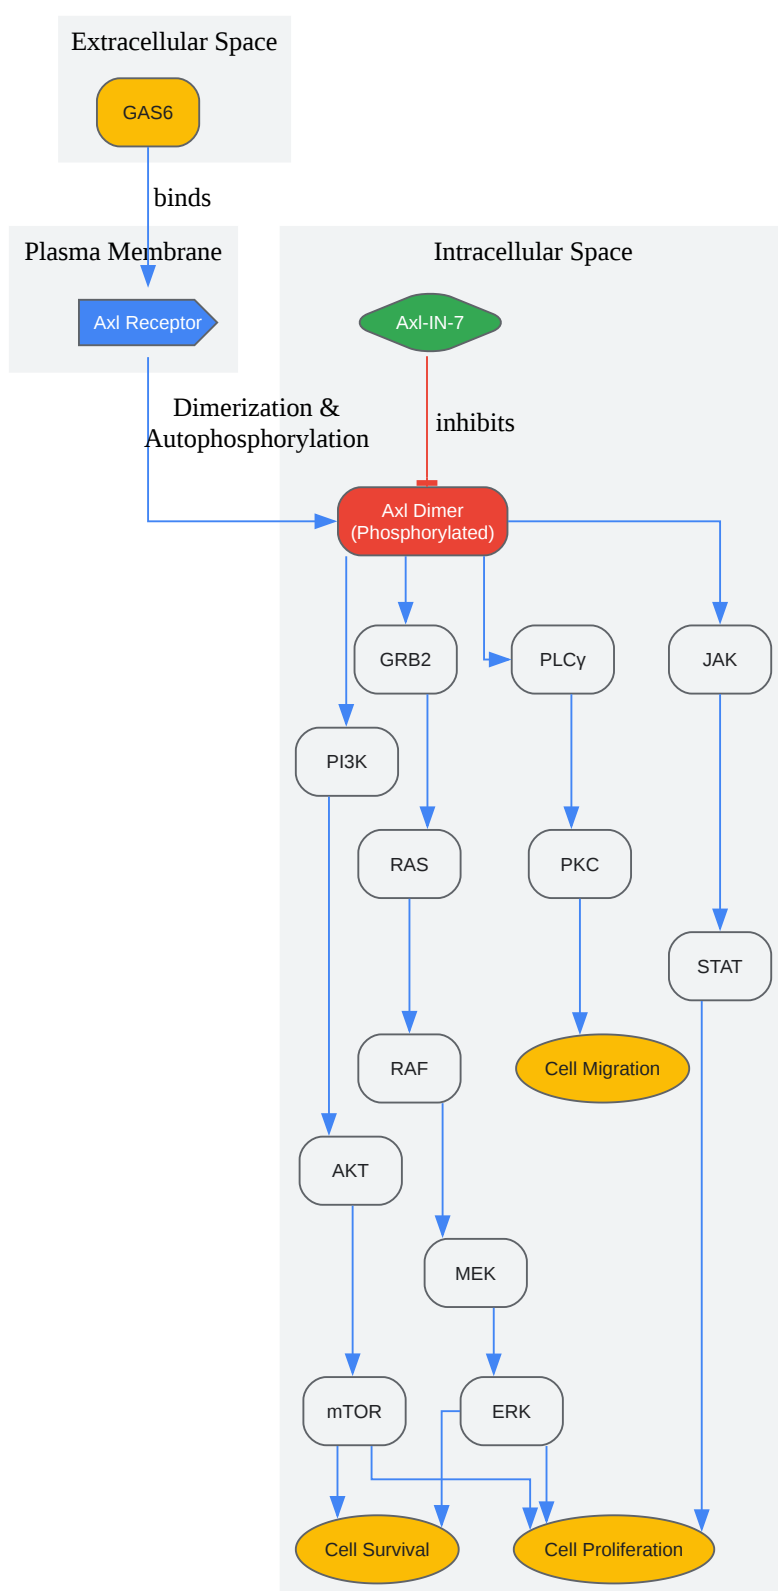 Extracellular Space
GAS6
binds
Plasma Membrane
Intracellular Space
Axl Receptor
Axl-IN-7
Dimerization &
Autophosphorylation
inhibits
Axl Dimer
(Phosphorylated)
GRB2
PLCγ
JAK
PI3K
RAS
PKC
STAT
RAF
Cell Migration
AKT
MEK
mTOR
ERK
Cell Survival
Cell Proliferation